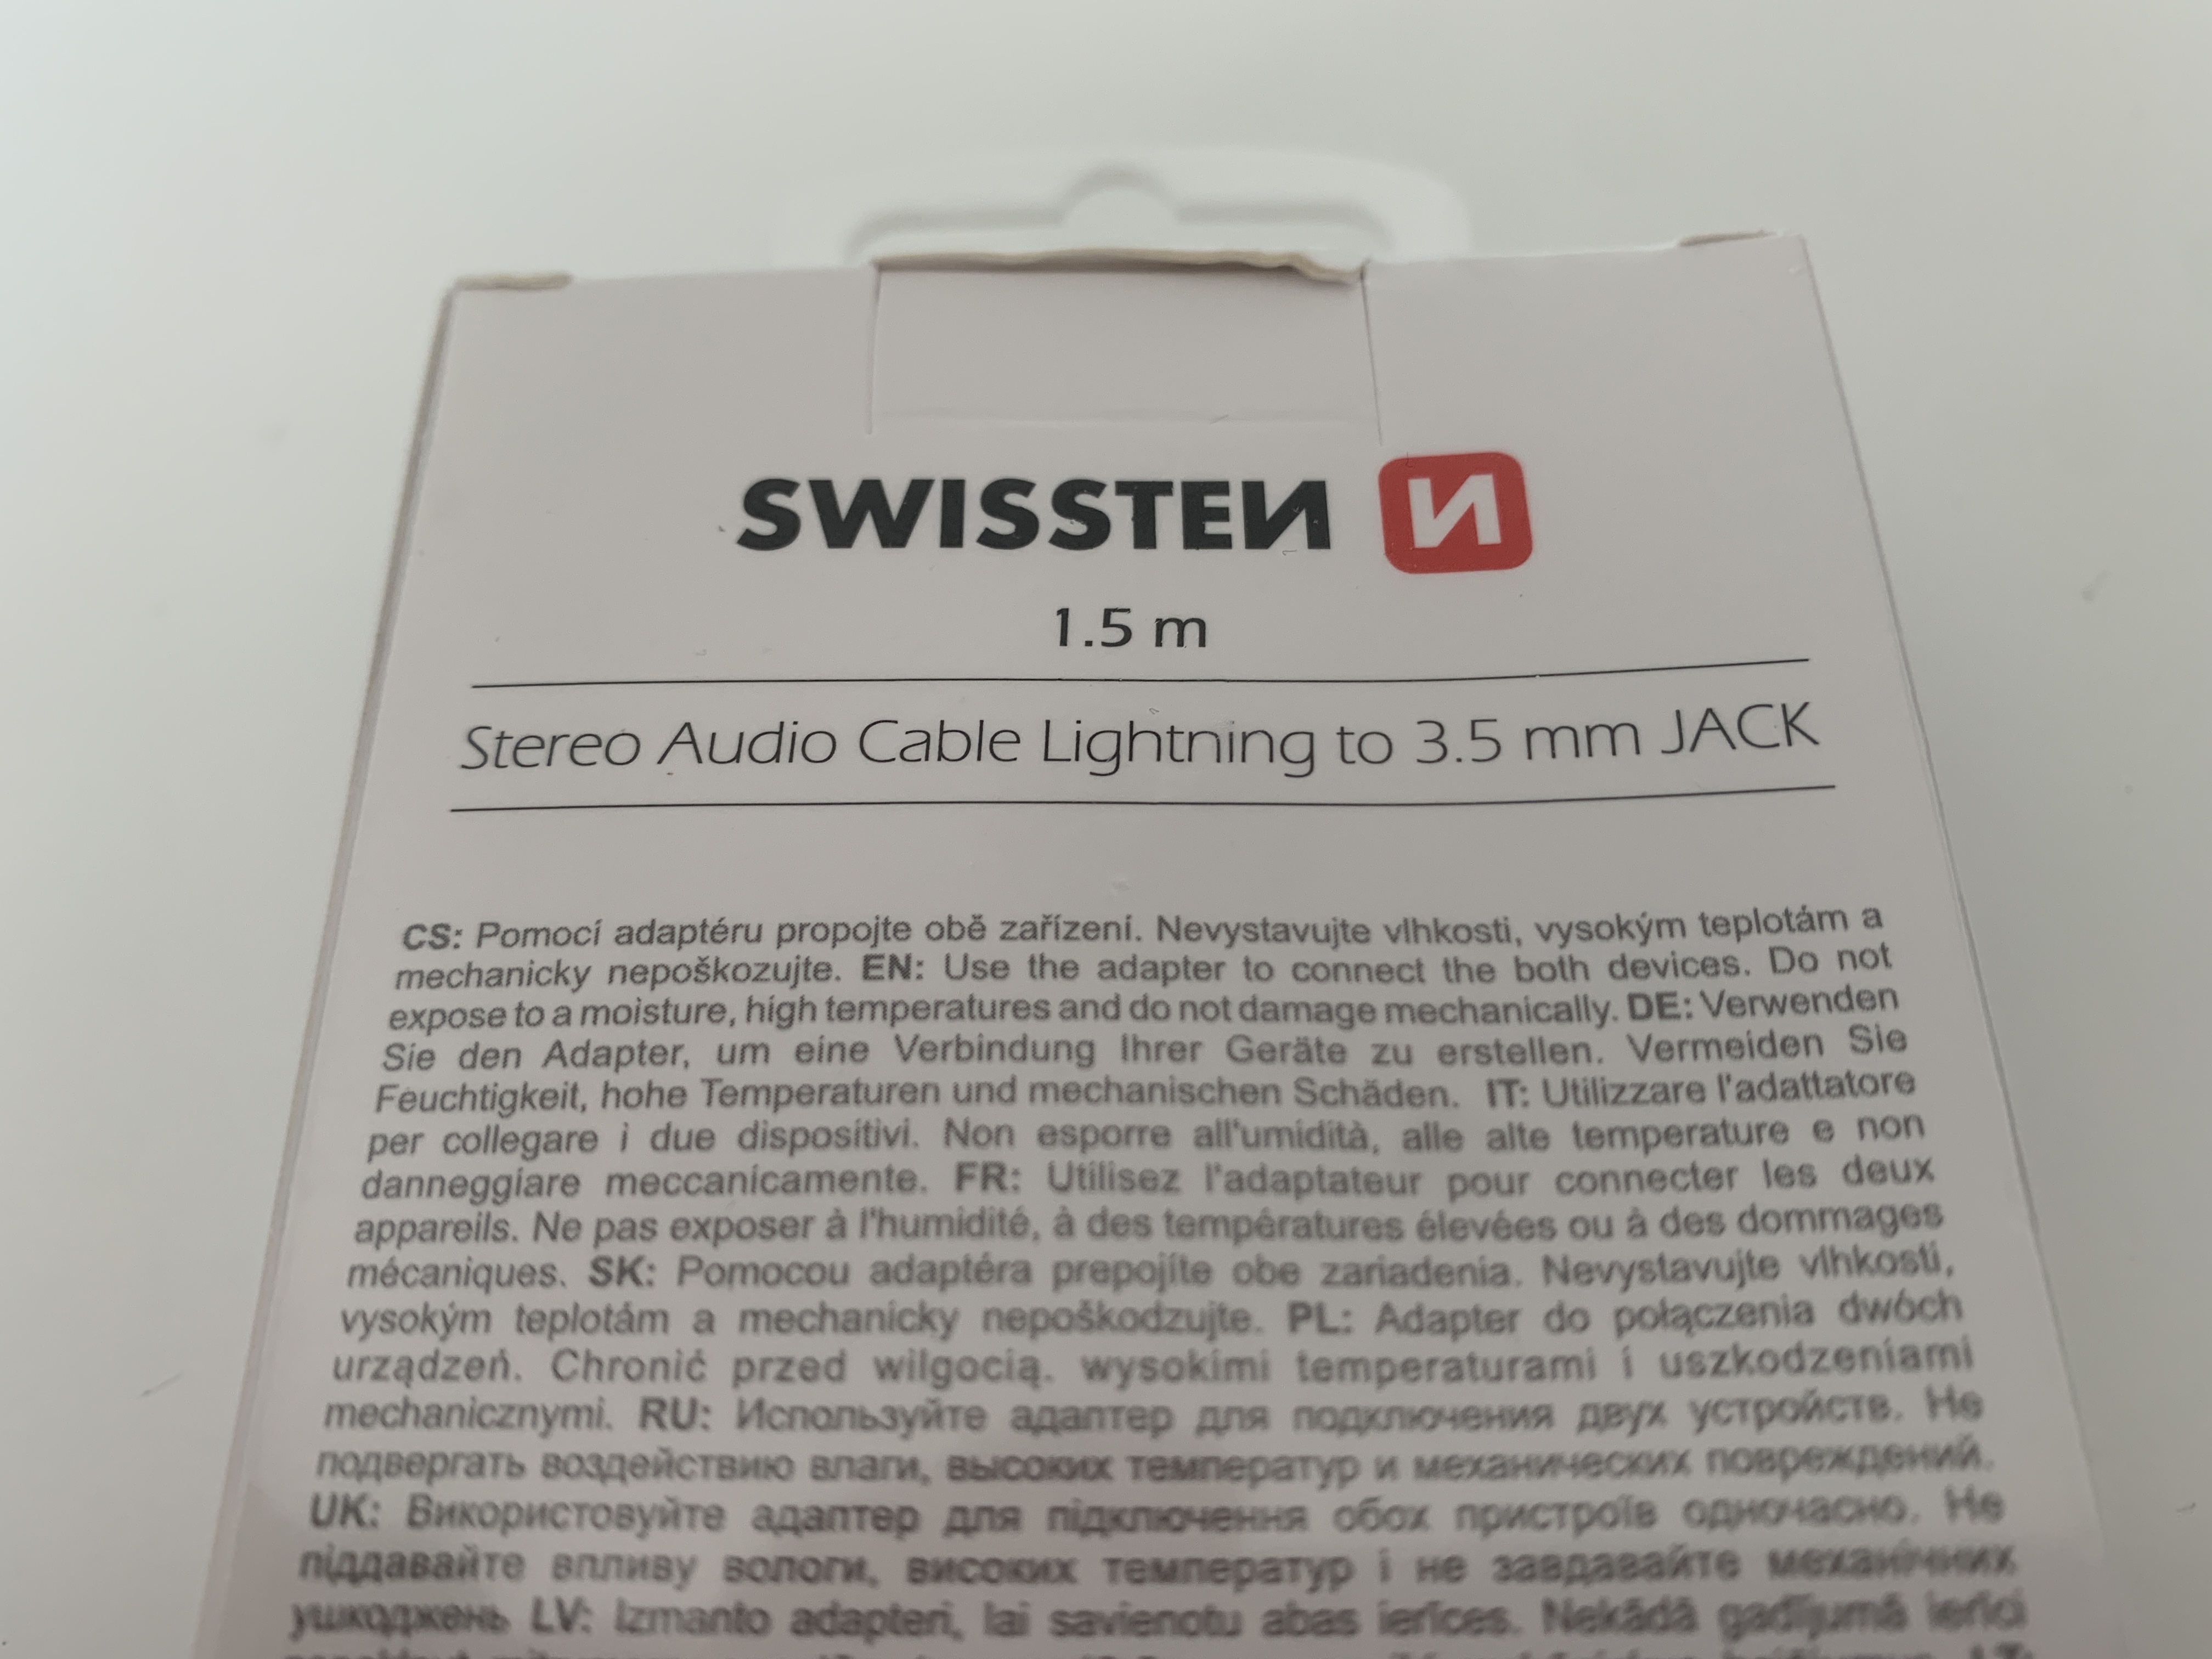 SWISSTEN N
1.5 m
Stereo Audio Cable Lightning to 3.5 mm JACK
CS: Pomocí adaptéru propojte obě zařízení. Nevystavujte vlhkosti, vysokým teplotám a
mechanicky nepoškozujte. EN: Use the adapter to connect the both devices. Do not
expose to a moisture, high temperatures and do not damage mechanically. DE: Verwenden
Sie den Adapter, um eine Verbindung Ihrer Geräte zu erstellen. Vermeiden Sie
Feuchtigkeit, hohe Temperaturen und mechanischen Schäden. IT: Utilizzare l'adattatore
per collegare i due dispositivi. Non esporre all'umidità, alle alte temperature e non
danneggiare meccanicamente. FR: Utilisez l'adaptateur pour connecter les deux
appareils. Ne pas exposer à l'humidité, à des températures élevées ou à des dommages
mécaniques. SK: Pomocou adaptéra prepojíte obe zariadenia. Nevystavujte vlhkosti,
vysokým teplotám a mechanicky nepoškodzujte. PL: Adapter do połączenia dwóch
urządzeń. Chronić przed wilgocią. wysokimi temperaturami i uszkodzeniami
mechanicznymi. RU: Используйте адаптер для подключения двух устройств. Не
подвергать воздействию влаги, высоких температур и механических повреждений.
UK: Використовуйте адаптер для підключення обох пристроїв одночасно. Не
піддавайте впливу вологи, високих температур і не завдавайте механічних
ушкоджень LV: Izmanto adapteri, lai savienotu abas ierīces. Nekādā gadījumā ierīci